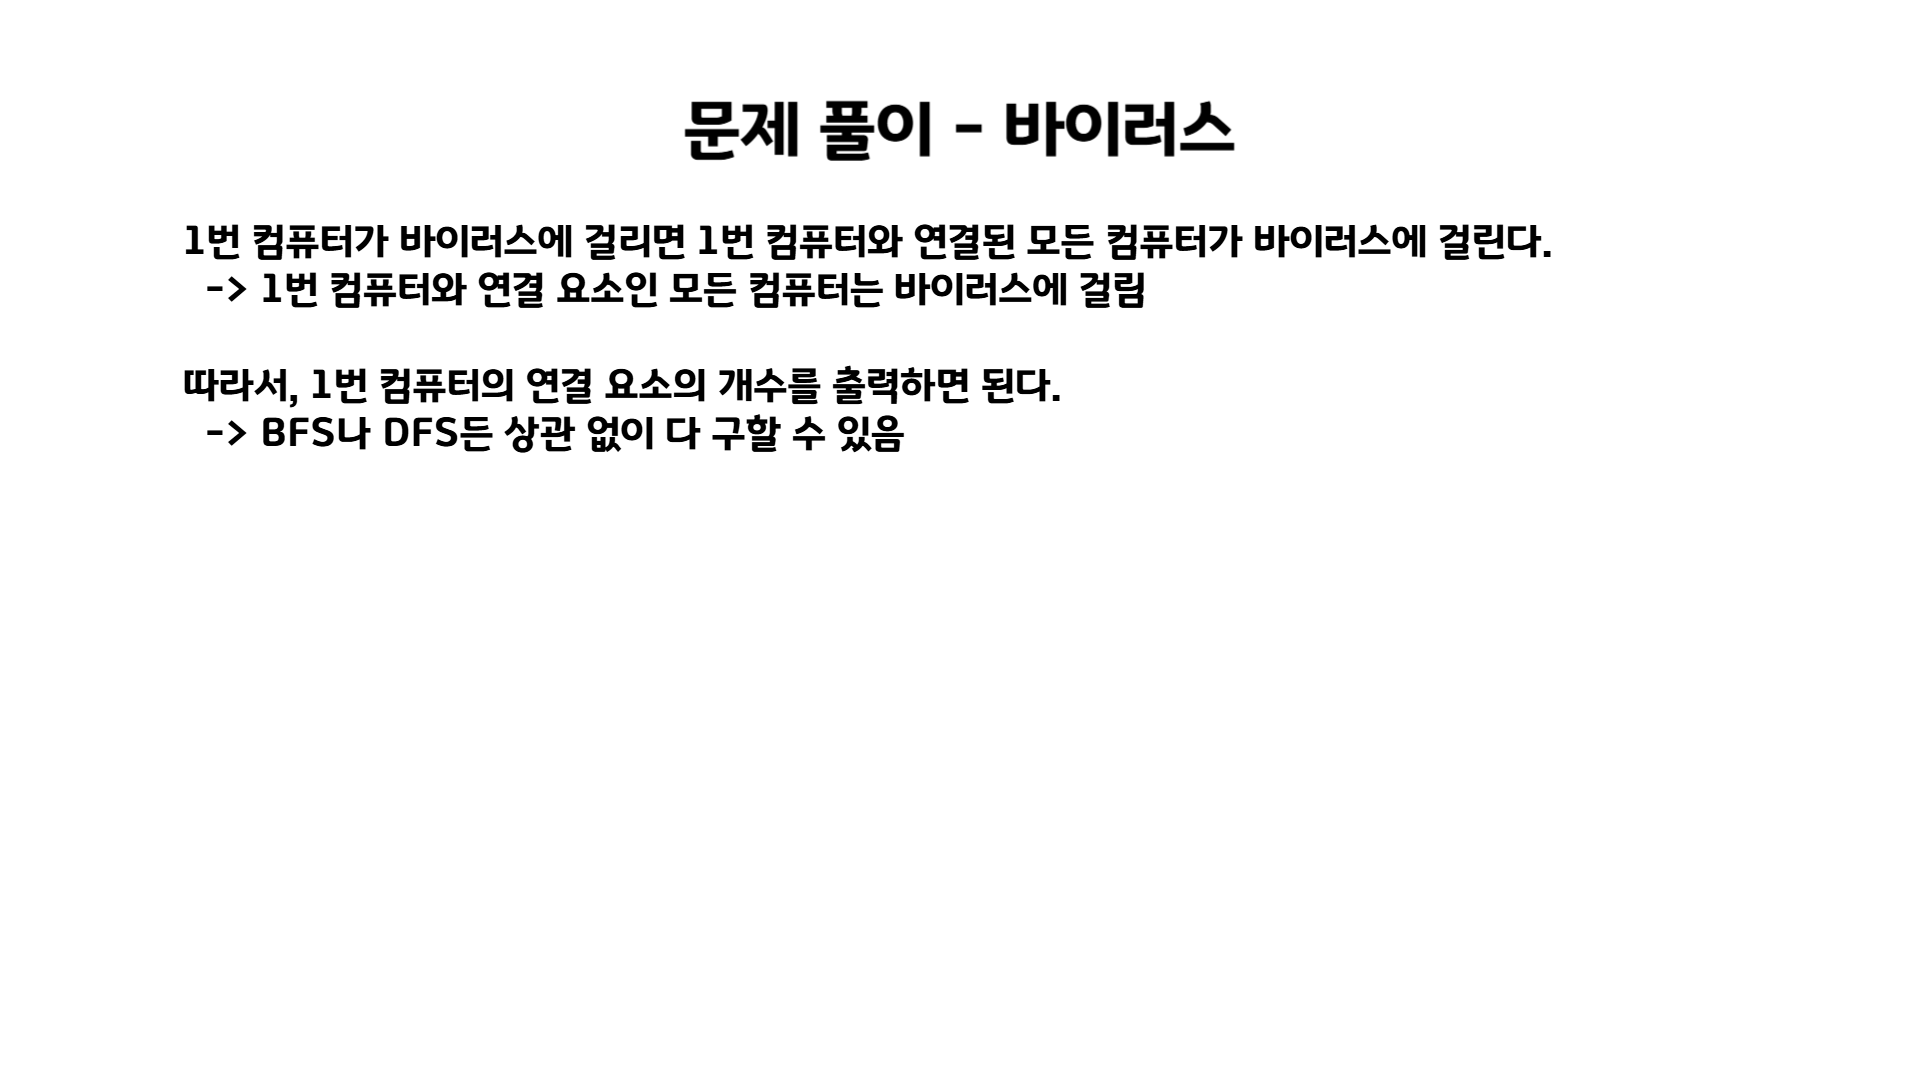 문제 풀이 - 바이러스
1번 컴퓨터가 바이러스에 걸리면 1번 컴퓨터와 연결된 모든 컴퓨터가 바이러스에 걸린다.
-> 1번 컴퓨터와 연결 요소인 모든 컴퓨터는 바이러스에 걸림
따라서, 1번 컴퓨터의 연결 요소의 개수를 출력하면 된다.
-> BFS나 DFS든 상관 없이 다 구할 수 있음